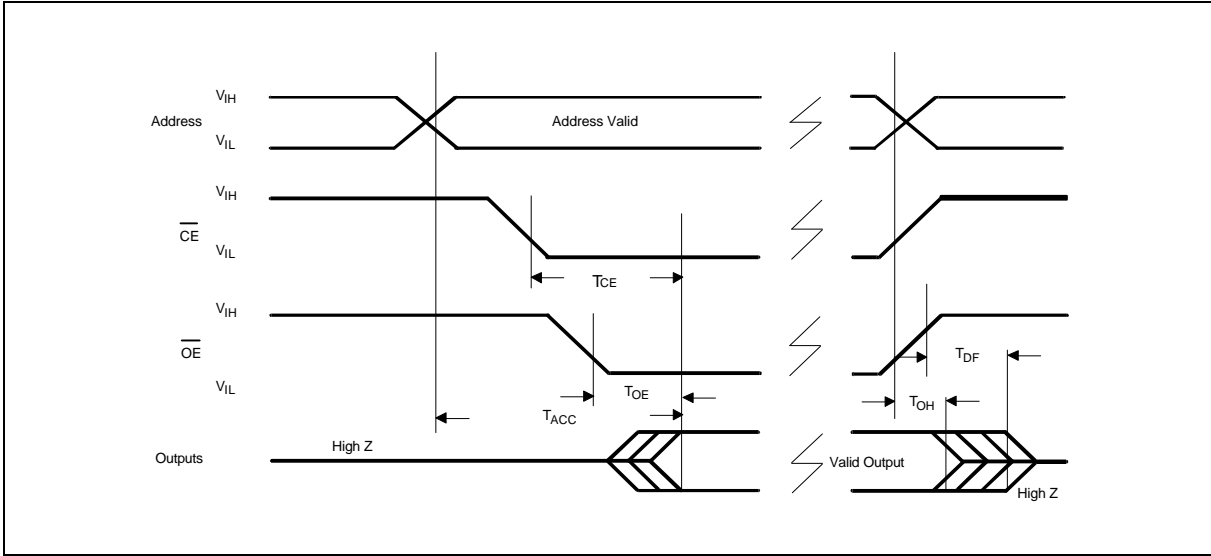 VIH
Address
Address Valid
VIL
VIH
CE
VIL
TCE
VIH
OE
TDF
VIL
TOE
TOH
TACC
High Z
Outputs
Valid Output
High Z